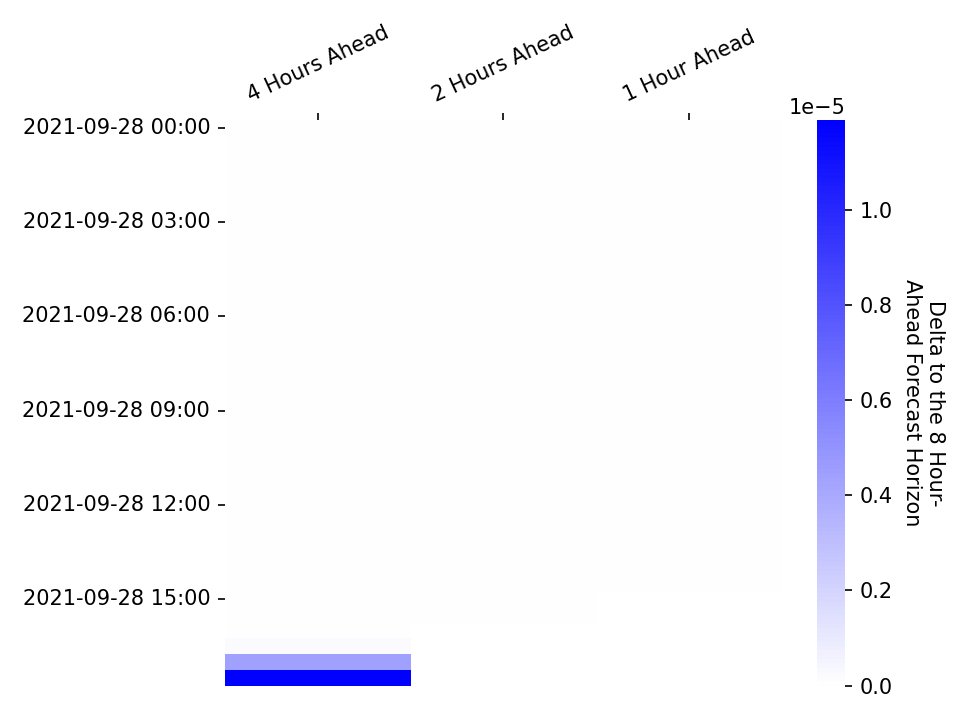 4 Hours Ahead
2 Hours Ahead
1 Hour Ahead
1e−5
2021-09-28 00:00
2021-09-28 03:00
2021-09-28 06:00
2021-09-28 09:00
2021-09-28 12:00
2021-09-28 15:00
1.0
0.8
0.6
0.4
0.2
0.0
Delta to the 8 Hour-
Ahead Forecast Horizon